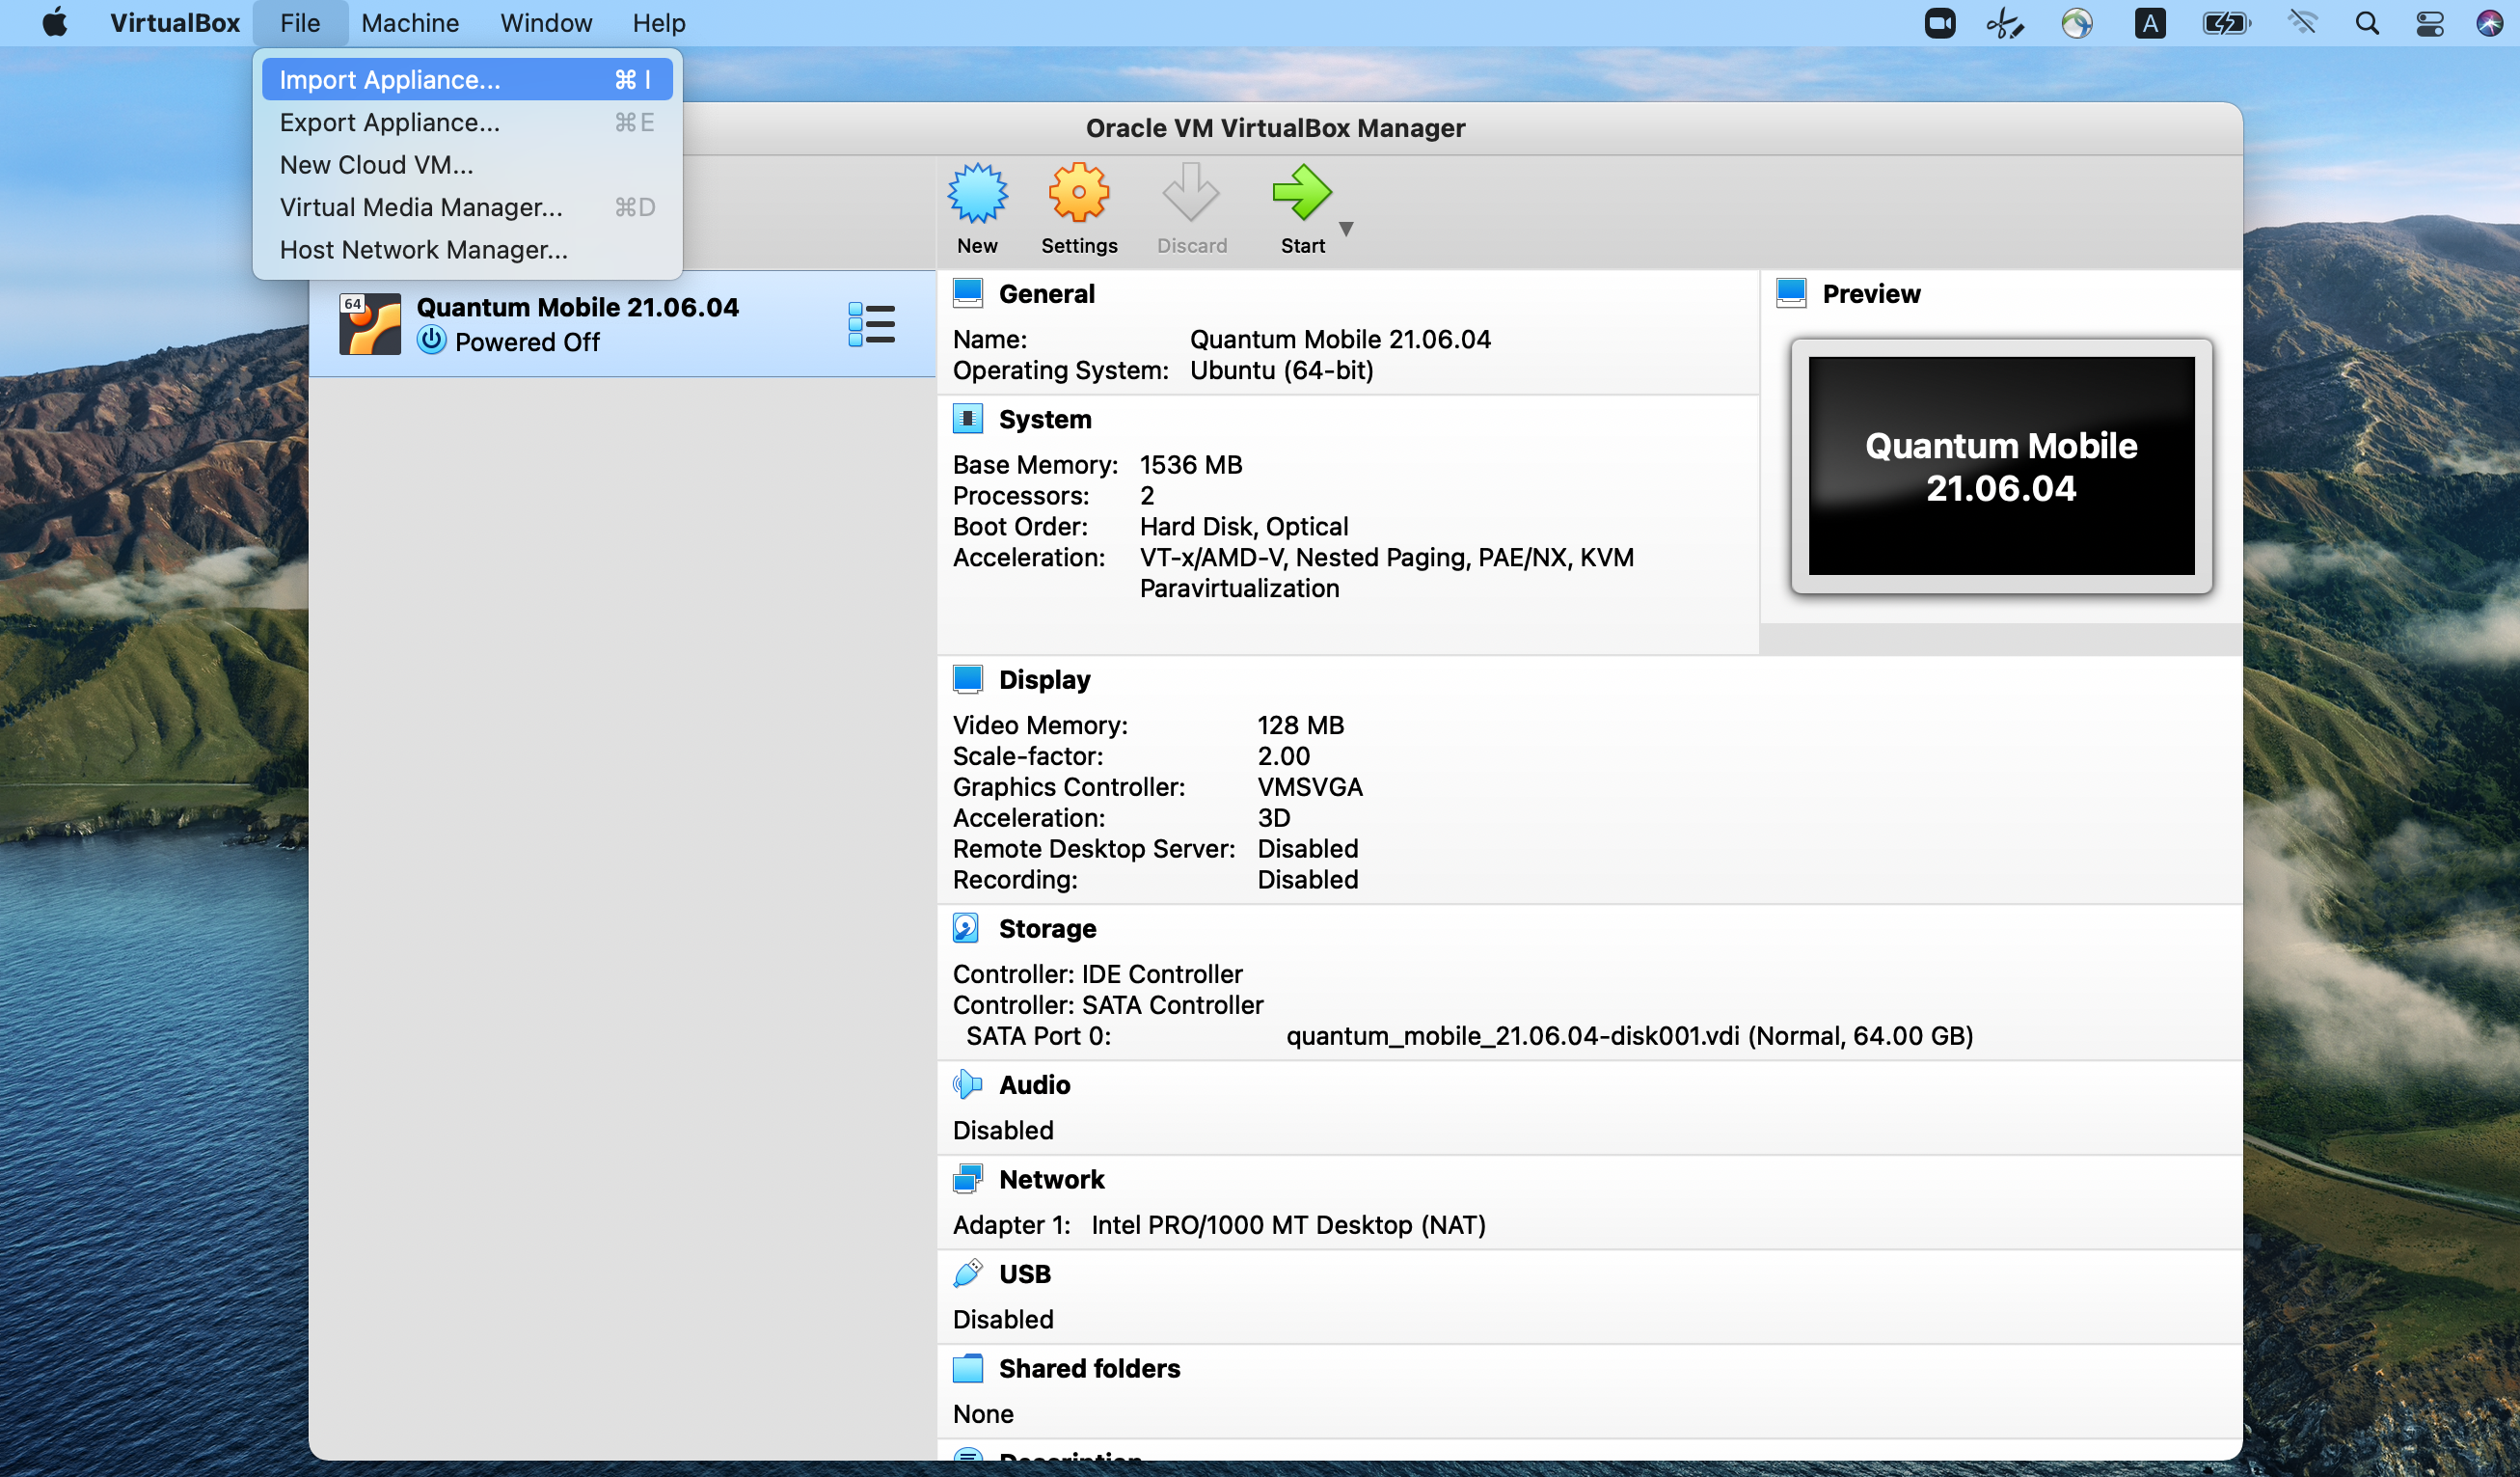 VirtualBox File Machine Window Help A
Import Appliance... ⌘ I
Export Appliance... ⌘ E
New Cloud VM...
Virtual Media Manager... ⌘ D
Host Network Manager...
Oracle VM VirtualBox Manager
New Settings Discard Start
64 Quantum Mobile 21.06.04
Powered Off
General
Name: Quantum Mobile 21.06.04
Operating System: Ubuntu (64-bit)
System
Base Memory: 1536 MB
Processors: 2
Boot Order: Hard Disk, Optical
Acceleration: VT-x/AMD-V, Nested Paging, PAE/NX, KVM
Paravirtualization
Preview
Quantum Mobile
21.06.04
Display
Video Memory: 128 MB
Scale-factor: 2.00
Graphics Controller: VMSVGA
Acceleration: 3D
Remote Desktop Server: Disabled
Recording: Disabled
Storage
Controller: IDE Controller
Controller: SATA Controller
SATA Port 0: quantum_mobile_21.06.04-disk001.vdi (Normal, 64.00 GB)
Audio
Disabled
Network
Adapter 1: Intel PRO/1000 MT Desktop (NAT)
USB
Disabled
Shared folders
None
Description